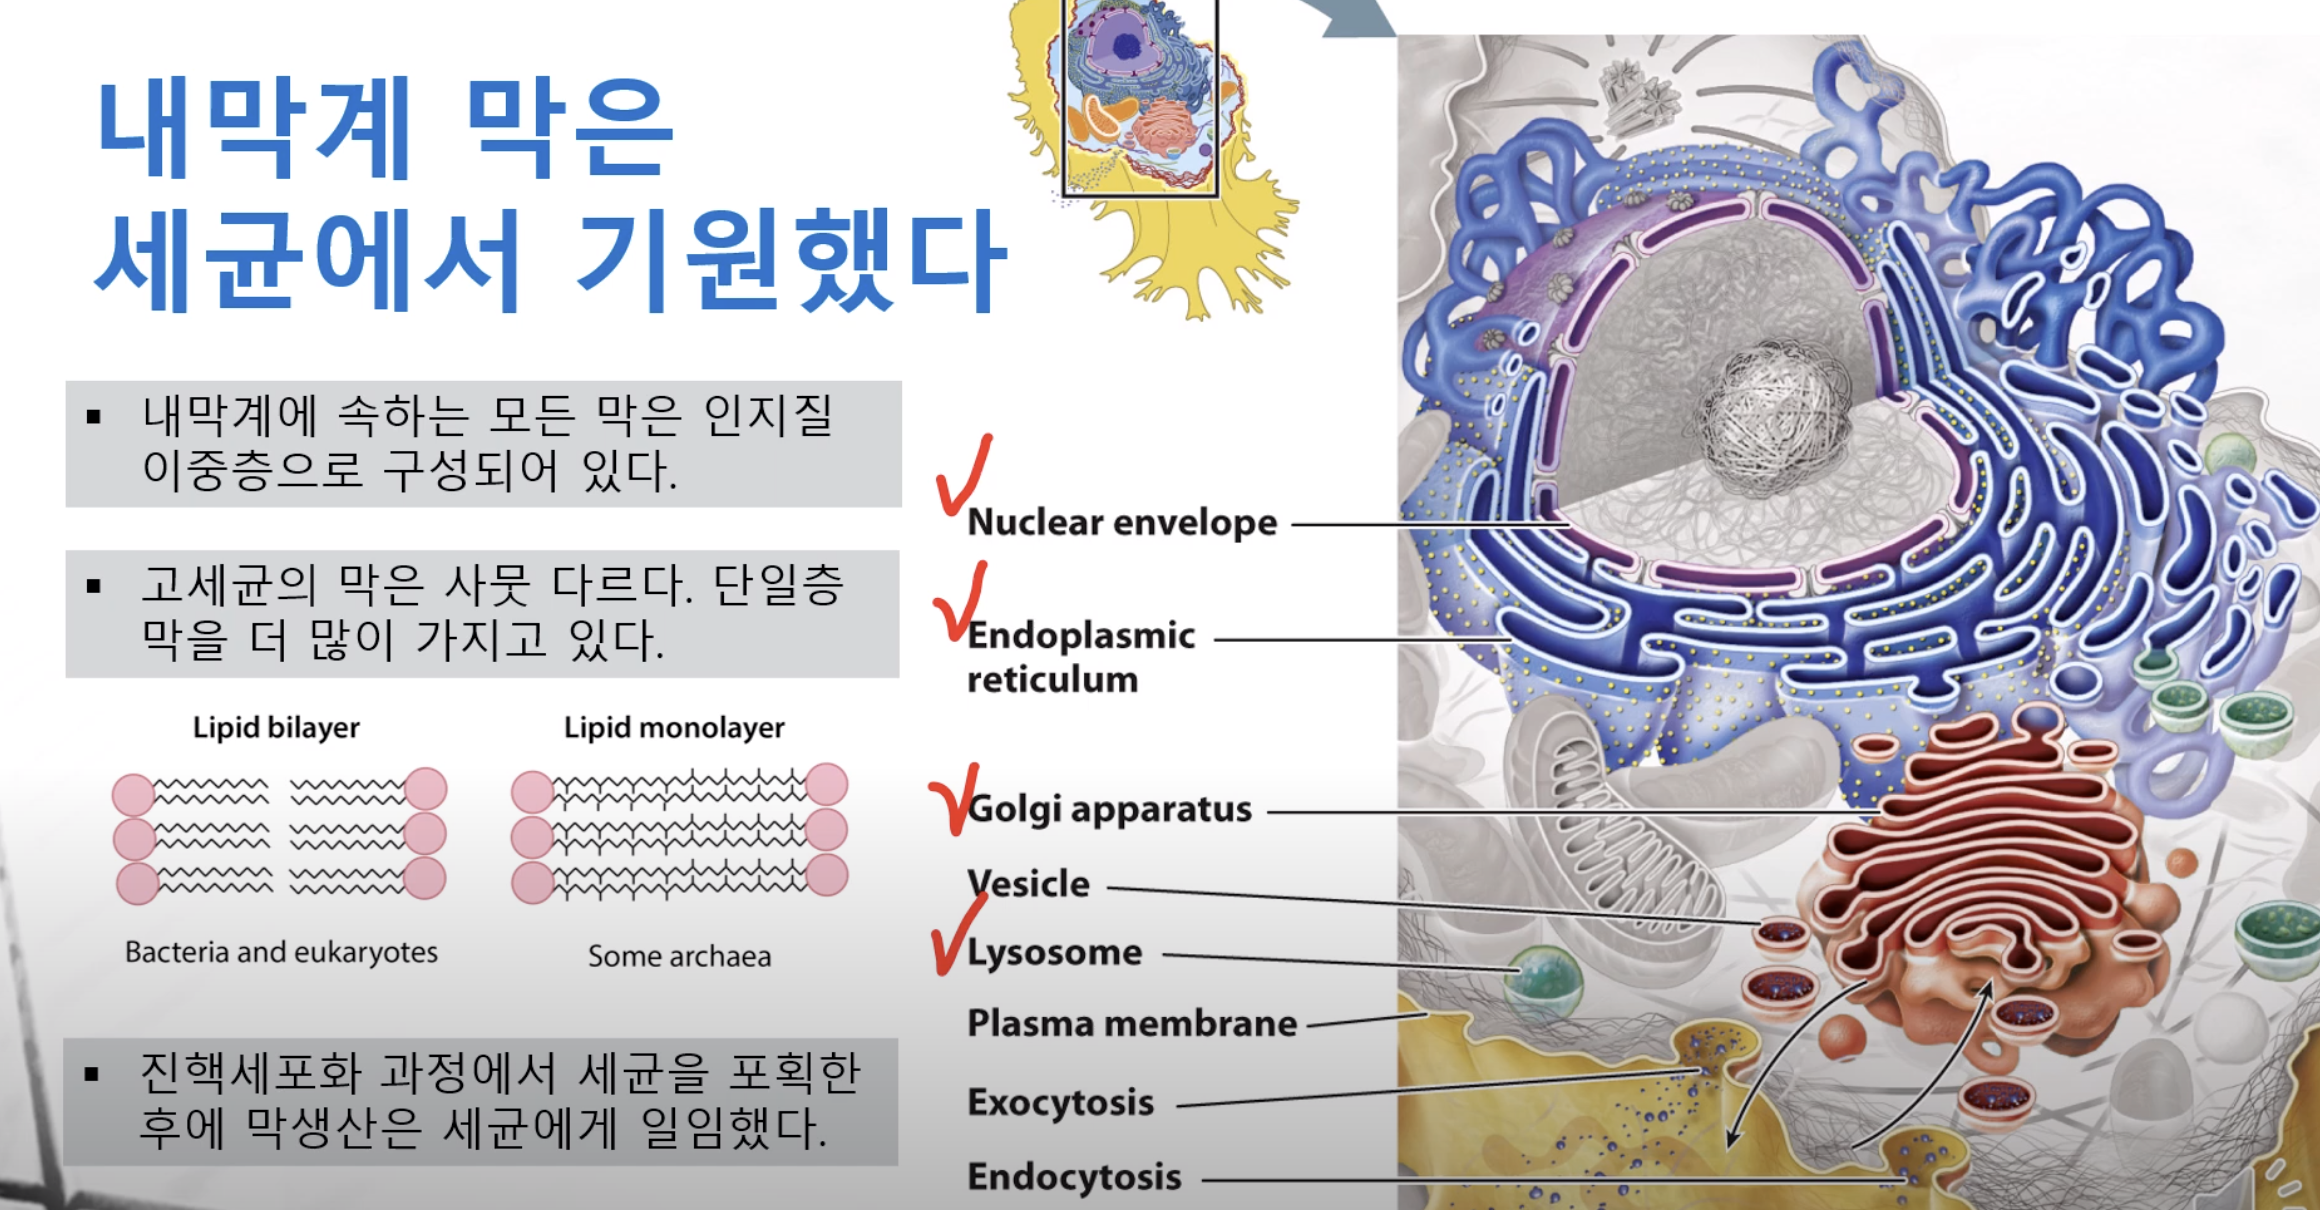 내막계 막은
세균에서 기원했다
▪ 내막계에 속하는 모든 막은 인지질
이중층으로 구성되어 있다.
▪ 고세균의 막은 사뭇 다르다. 단일층
막을 더 많이 가지고 있다.
Lipid bilayer
Lipid monolayer
Bacteria and eukaryotes
Some archaea
▪ 진핵세포화 과정에서 세균을 포획한
후에 막생산은 세균에게 일임했다.
Nuclear envelope
Endoplasmic
reticulum
Golgi apparatus
Vesicle
Lysosome
Plasma membrane
Exocytosis
Endocytosis